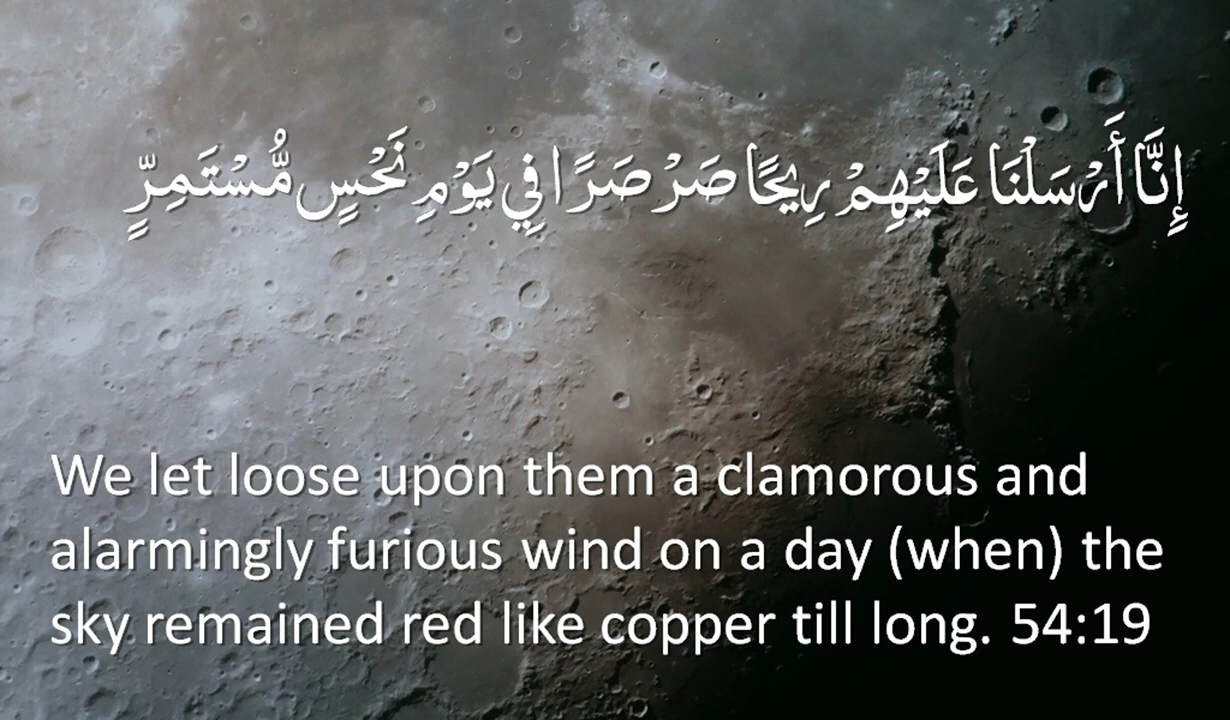 إِنَّا أَرْسَلْنَا عَلَيْهِمْ رِيحًا صَرْصَرًا فِي يَوْمِ نَحْسٍ مُّسْتَمِرٍّ
We let loose upon them a clamorous and
alarmingly furious wind on a day (when) the
sky remained red like copper till long. 54:19